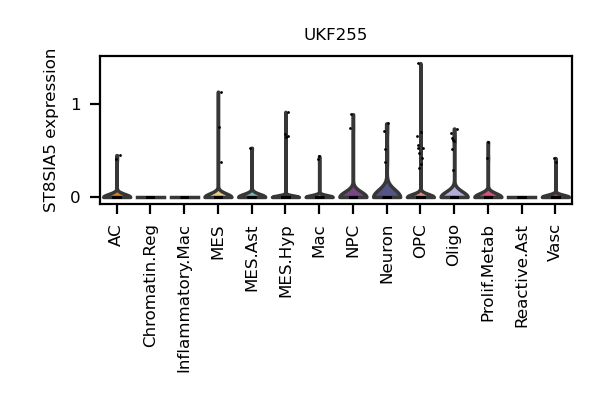 UKF255
ST8SIA5 expression
1
0
AC
Chromatin.Reg
Inflammatory.Mac
MES
MES.Ast
MES.Hyp
Mac
NPC
Neuron
OPC
Oligo
Prolif.Metab
Reactive.Ast
Vasc